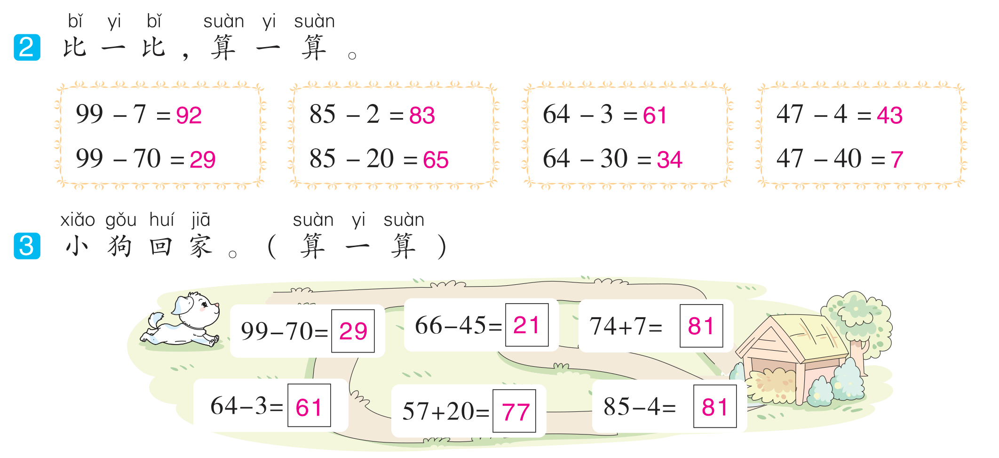 bǐ yi bǐ suàn yi suàn
2 比一比，算一算。
99 − 7 = 92 85 − 2 = 83 64 − 3 = 61 47 − 4 = 43
99 − 70 = 29 85 − 20 = 65 64 − 30 = 34 47 − 40 = 7
xiǎo gǒu huí jiā suàn yi suàn
3 小狗回家。（算一算）
99−70= 29 66−45= 21 74+7= 81
64−3= 61 57+20= 77 85−4= 81